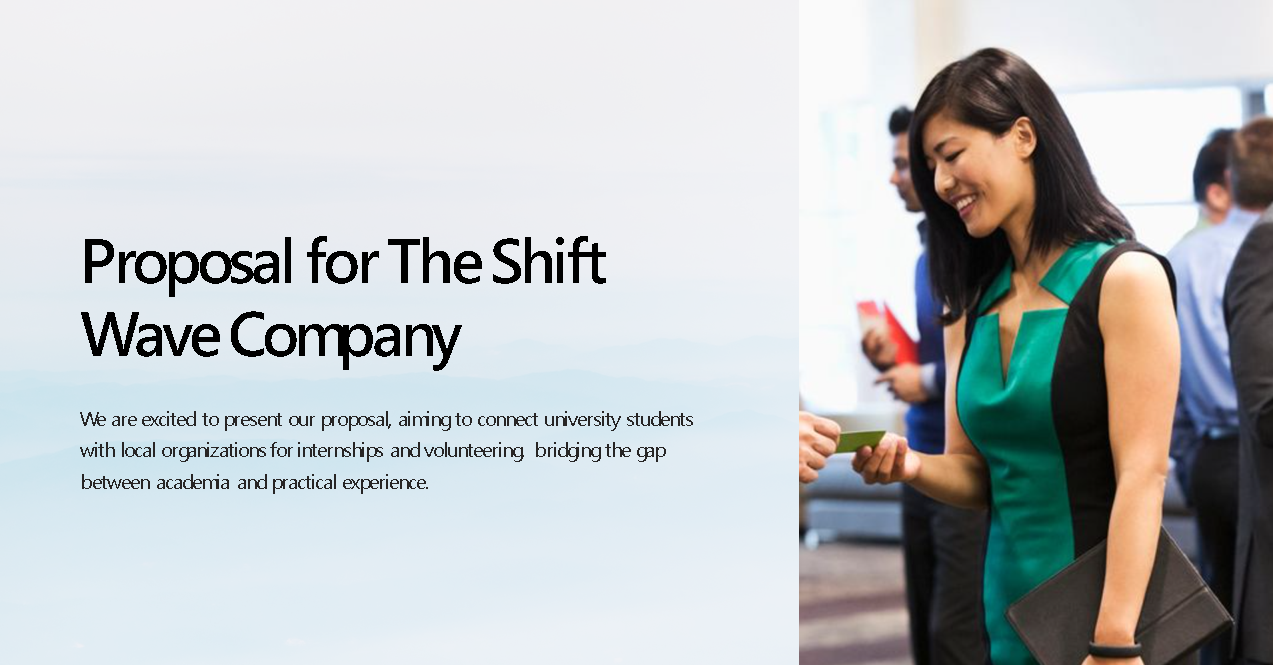 Proposal for The Shift
Wave Company
We are excited to present our proposal, aiming to connect university students
with local organizations for internships and volunteering, bridging the gap
between academia and practical experience.